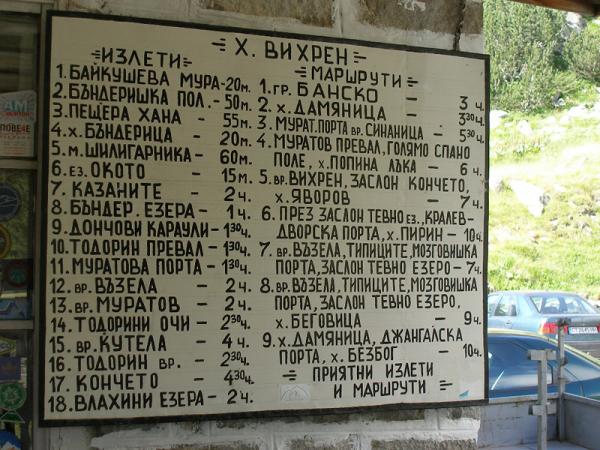 Х. ВИХРЕН
ИЗЛЕТИ
1. БАЙКУШЕВА МУРА - 20м.
2. БЪНДЕРИШКА ПОЛ. - 50м.
3. ПЕЩЕРА ХАНА - 55м.
4. х. БЪНДЕРИЦА - 20м.
5. м. ШИЛИГАРНИКА - 60м.
6. ез. ОКОТО - 15м.
7. КАЗАНИТЕ - 2ч.
8. БЪНДЕР. ЕЗЕРА - 1ч.
9. ДОНЧОВИ КАРАУЛИ - 1³⁰ч.
10. ТОДОРИН ПРЕВАЛ - 1³⁰ч.
11. МУРАТОВА ПОРТА - 1³⁰ч.
12. вр. ВЪЗЕЛА - 2ч.
13. вр. МУРАТОВ - 2ч.
14. ТОДОРИНИ ОЧИ - 2³⁰ч.
15. вр. КУТЕЛА - 4ч.
16. ТОДОРИН вр. - 2³⁰ч.
17. КОНЧЕТО - 4³⁰ч.
18. ВЛАХИНИ ЕЗЕРА - 2ч.
МАРШРУТИ
1. гр. БАНСКО - 3ч.
2. х. ДАМЯНИЦА - 3³⁰ч.
3. МУРАТ. ПОРТА вр. СИНАНИЦА - 5³⁰ч.
4. МУРАТОВ ПРЕВАЛ, ГОЛЯМО СПАНО
ПОЛЕ, х. ПОПИНА ЛЪКА - 6ч.
5. вр. ВИХРЕН, ЗАСЛОН КОНЧЕТО,
х. ЯВОРОВ - 7ч.
6. ПРЕЗ ЗАСЛОН ТЕВНО ез., КРАЛЕВ-
ДВОРСКА ПОРТА, х. ПИРИН - 10ч.
7. вр. ВЪЗЕЛА, ТИПИЦИТЕ, МОЗГОВИШКА
ПОРТА, ЗАСЛОН ТЕВНО ЕЗЕРО - 7ч.
8. вр. ВЪЗЕЛА, ТИПИЦИТЕ, МОЗГОВИШКА
ПОРТА, ЗАСЛОН ТЕВНО ЕЗЕРО,
х. БЕГОВИЦА - 9ч.
9. х. ДАМЯНИЦА, ДЖАНГАЛСКА
ПОРТА, х. БЕЗБОГ - 10ч.
ПРИЯТНИ ИЗЛЕТИ
И МАРШРУТИ